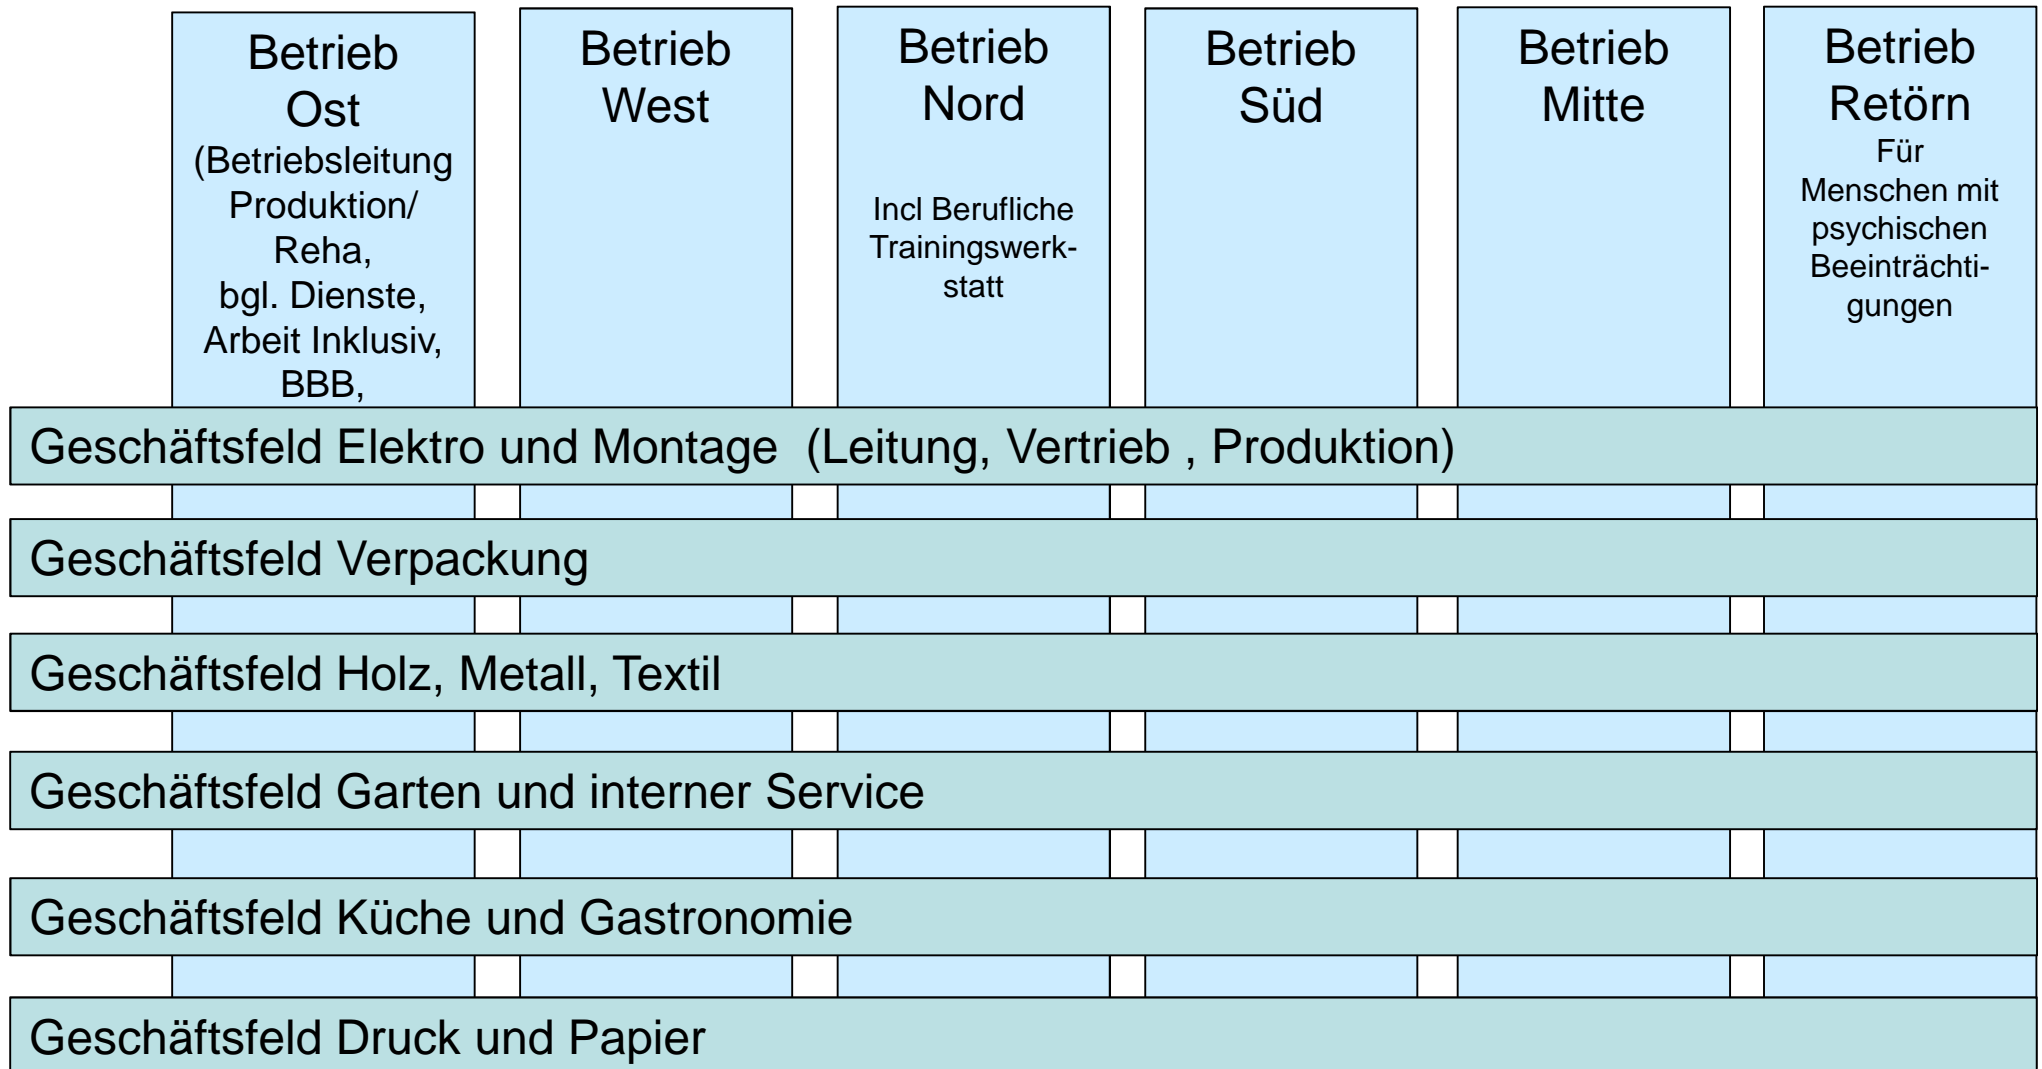 Betrieb
Ost
(Betriebsleitung
Produktion/
Reha,
bgl. Dienste,
Arbeit Inklusiv,
BBB,
Betrieb
West
Betrieb
Nord
Incl Berufliche
Trainingswerk-
statt
Betrieb
Süd
Betrieb
Mitte
Betrieb
Retörn
Für
Menschen mit
psychischen
Beeinträchti-
gungen
Geschäftsfeld Elektro und Montage  (Leitung, Vertrieb , Produktion)
Geschäftsfeld Verpackung
Geschäftsfeld Holz, Metall, Textil
Geschäftsfeld Garten und interner Service
Geschäftsfeld Küche und Gastronomie
Geschäftsfeld Druck und Papier